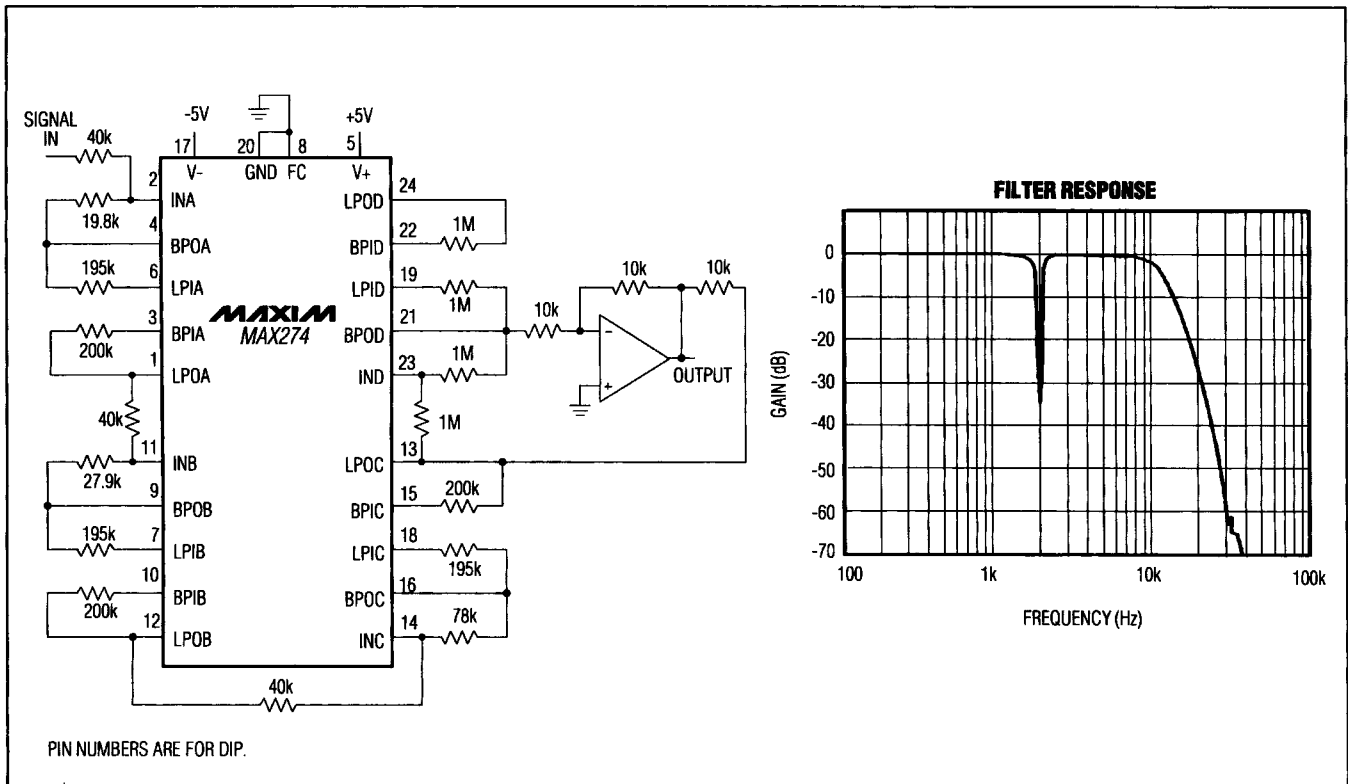 SIGNAL
IN
40k
-5V
+5V
17
20
8
5
V-
GND
FC
V+
2
INA
LPOD
24
19.8k
4
BPOA
BPID
22
1M
195k
6
LPIA
LPID
19
1M
MAXIM
MAX274
200k
3
BPIA
BPOD
21
10k
10k
10k
-
+
OUTPUT
1
LPOA
IND
23
1M
40k
1M
27.9k
11
INB
LPOC
13
9
BPOB
BPIC
15
200k
195k
7
LPIB
LPIC
18
195k
200k
10
BPIB
BPOC
16
12
LPOB
INC
14
78k
40k
PIN NUMBERS ARE FOR DIP.
FILTER RESPONSE
GAIN (dB)
0
-10
-20
-30
-40
-50
-60
-70
100
1k
10k
100k
FREQUENCY (Hz)